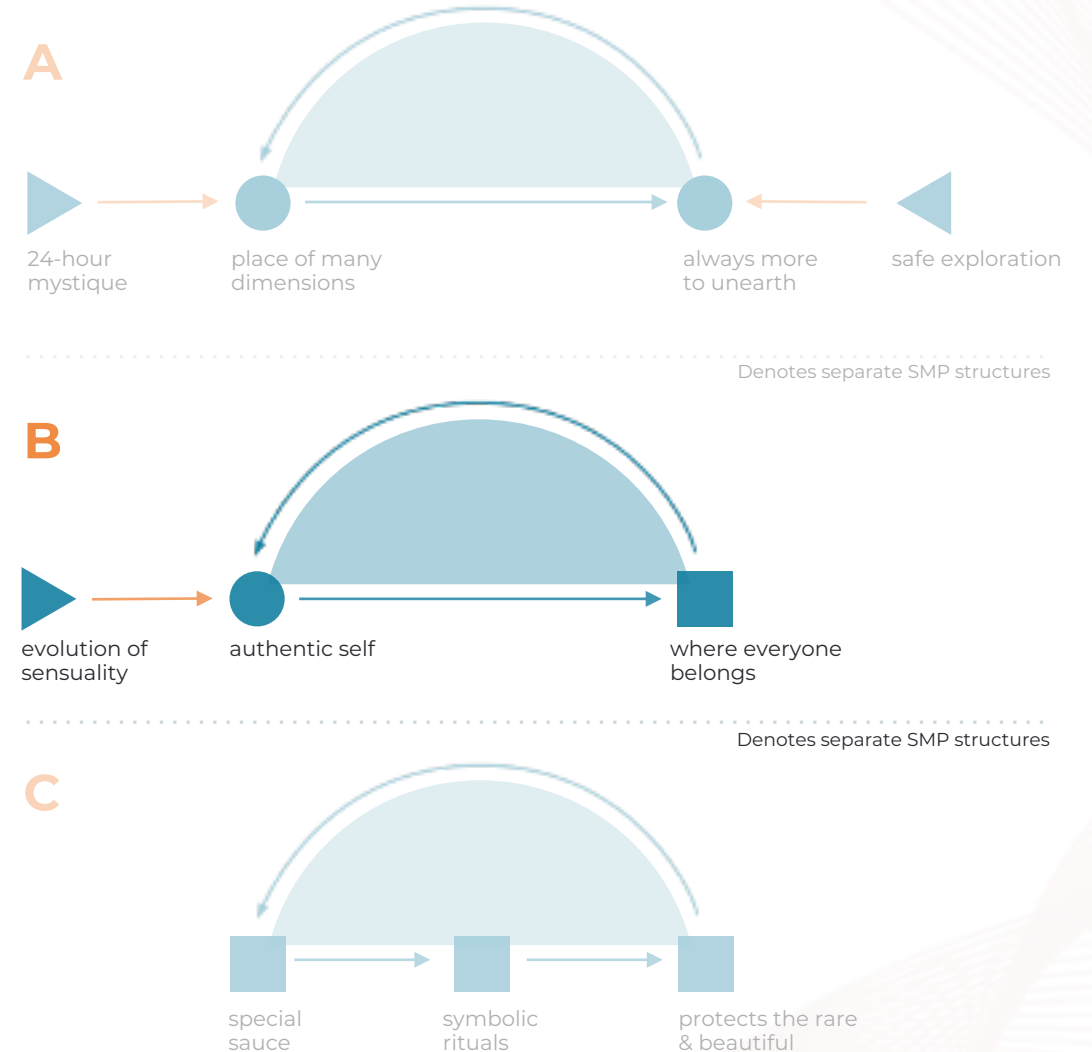 A
24-hour
mystique
place of many
dimensions
always more
to unearth
safe exploration
Denotes separate SMP structures
B
evolution of
sensuality
authentic self
where everyone
belongs
Denotes separate SMP structures
C
special
sauce
symbolic
rituals
protects the rare
& beautiful